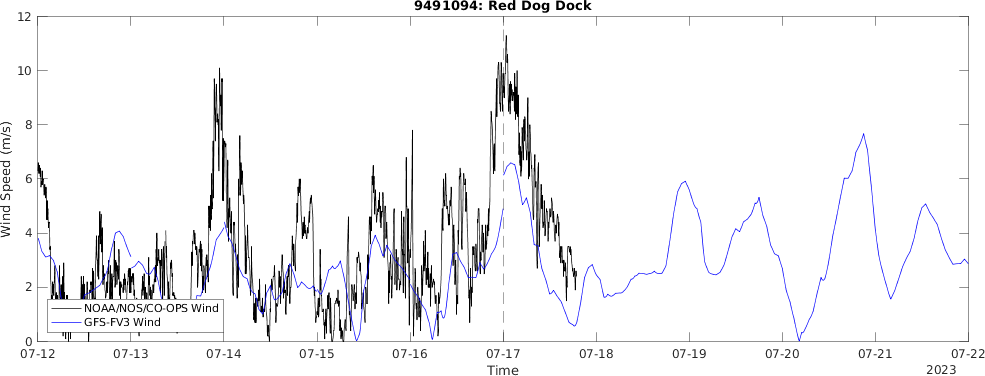 9491094: Red Dog Dock
12
10
8
6
4
2
0
Wind Speed (m/s)
NOAA/NOS/CO-OPS Wind
GFS-FV3 Wind
07-12 07-13 07-14 07-15 07-16 07-17 07-18 07-19 07-20 07-21 07-22
Time
2023